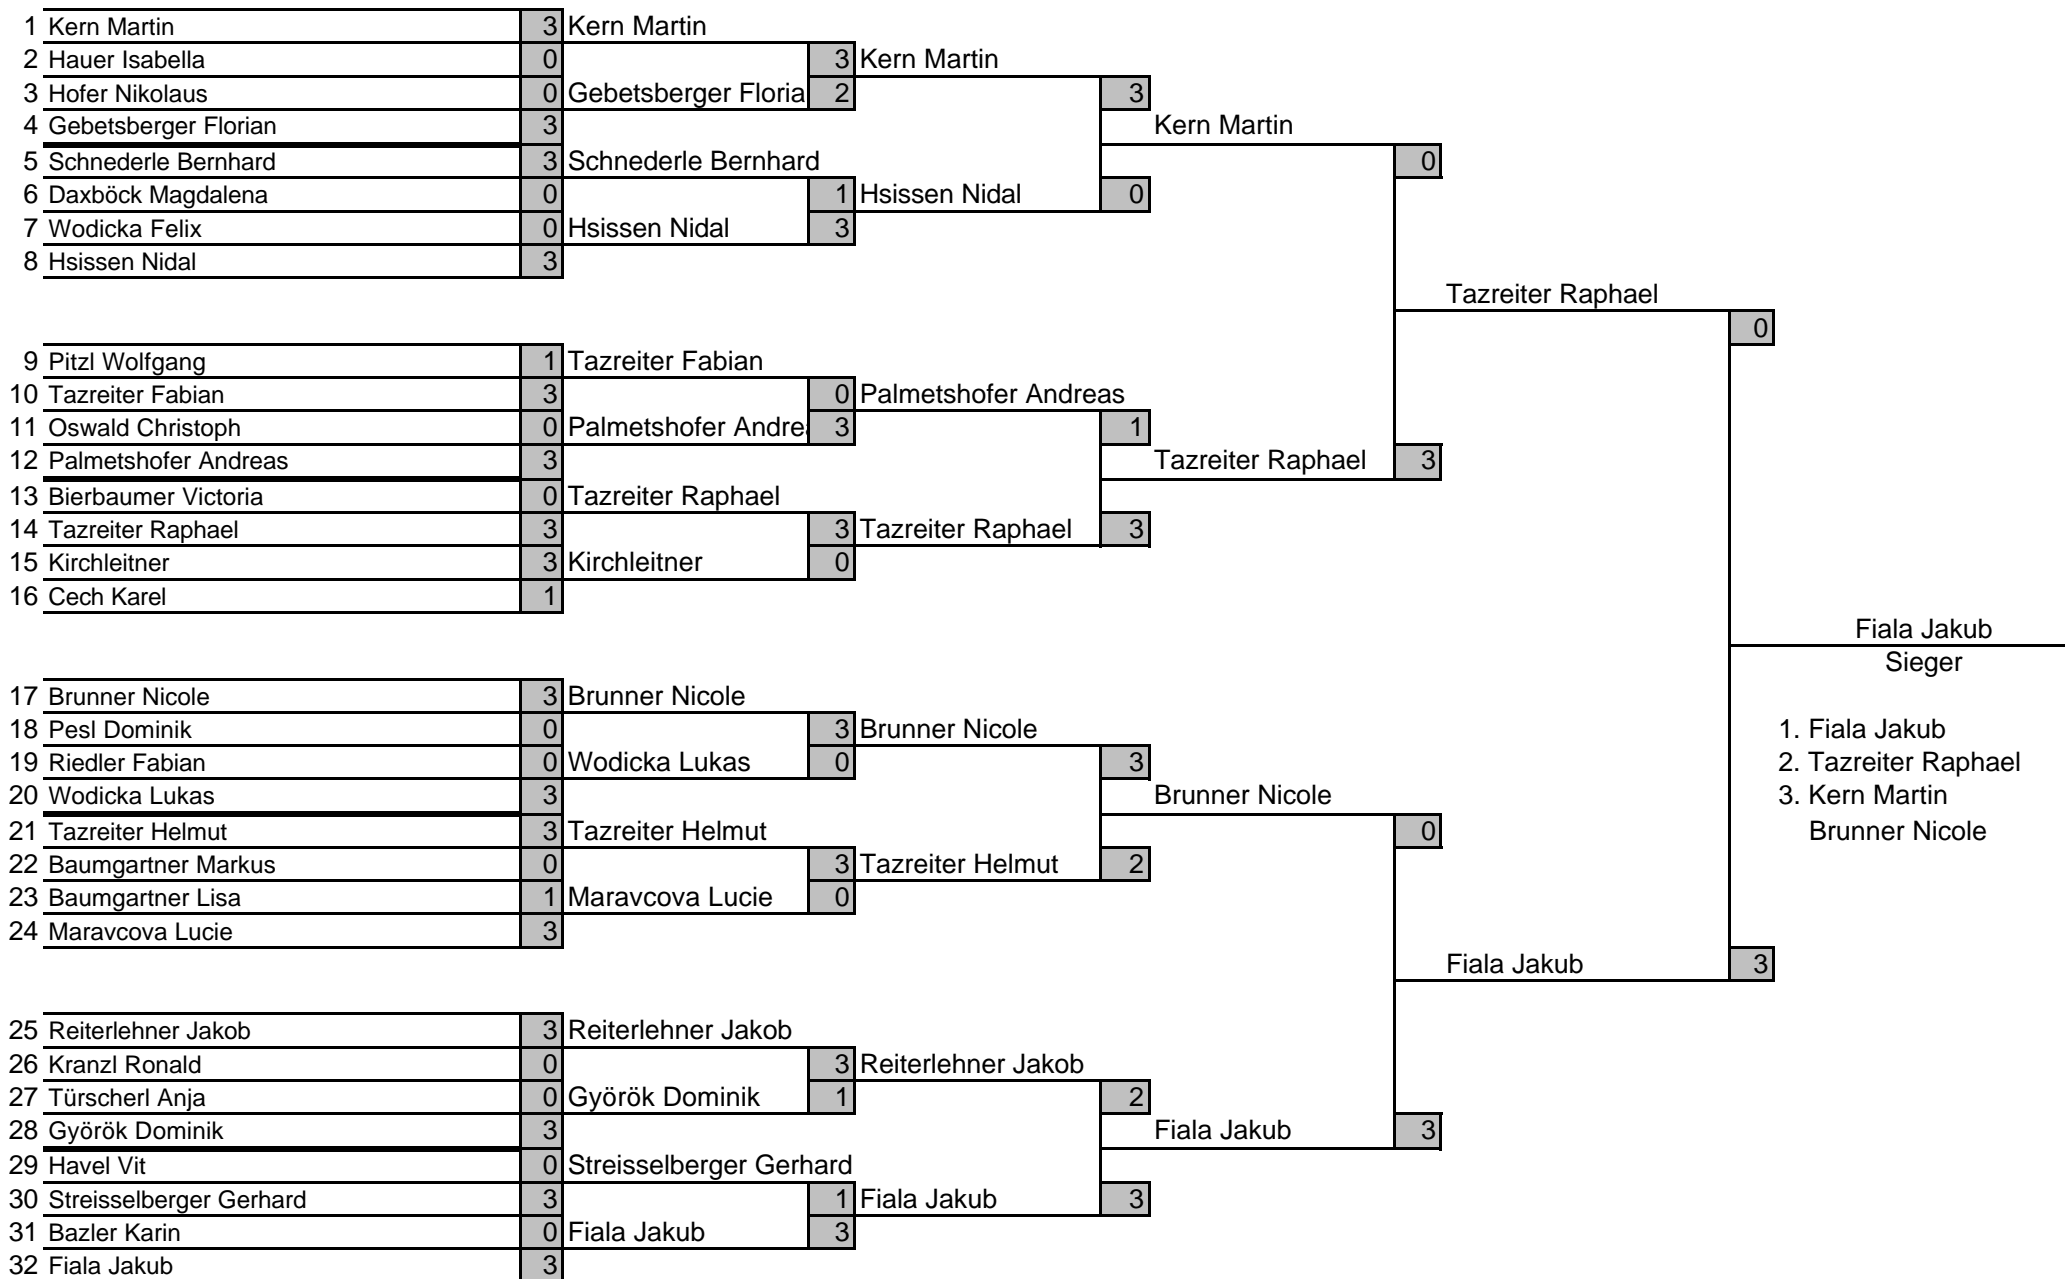 1 Kern Martin 3 Kern Martin
2 Hauer Isabella 0 3 Kern Martin
3 Hofer Nikolaus 0 Gebetsberger Floria 2 3
4 Gebetsberger Florian 3 Kern Martin
5 Schnederle Bernhard 3 Schnederle Bernhard 0
6 Daxböck Magdalena 0 1 Hsissen Nidal 0
7 Wodicka Felix 0 Hsissen Nidal 3
8 Hsissen Nidal 3
Tazreiter Raphael
0
9 Pitzl Wolfgang 1 Tazreiter Fabian
10 Tazreiter Fabian 3 0 Palmetshofer Andreas
11 Oswald Christoph 0 Palmetshofer Andre 3 1
12 Palmetshofer Andreas 3 Tazreiter Raphael 3
13 Bierbaumer Victoria 0 Tazreiter Raphael
14 Tazreiter Raphael 3 3 Tazreiter Raphael 3
15 Kirchleitner 3 Kirchleitner 0
16 Cech Karel 1
Fiala Jakub
Sieger
17 Brunner Nicole 3 Brunner Nicole
18 Pesl Dominik 0 3 Brunner Nicole 1. Fiala Jakub
19 Riedler Fabian 0 Wodicka Lukas 0 3 2. Tazreiter Raphael
20 Wodicka Lukas 3 Brunner Nicole 3. Kern Martin
21 Tazreiter Helmut 3 Tazreiter Helmut 0 Brunner Nicole
22 Baumgartner Markus 0 3 Tazreiter Helmut 2
23 Baumgartner Lisa 1 Maravcova Lucie 0
24 Maravcova Lucie 3
Fiala Jakub 3
25 Reiterlehner Jakob 3 Reiterlehner Jakob
26 Kranzl Ronald 0 3 Reiterlehner Jakob
27 Türscherl Anja 0 Györök Dominik 1 2
28 Györök Dominik 3 Fiala Jakub 3
29 Havel Vit 0 Streisselberger Gerhard
30 Streisselberger Gerhard 3 1 Fiala Jakub 3
31 Bazler Karin 0 Fiala Jakub 3
32 Fiala Jakub 3